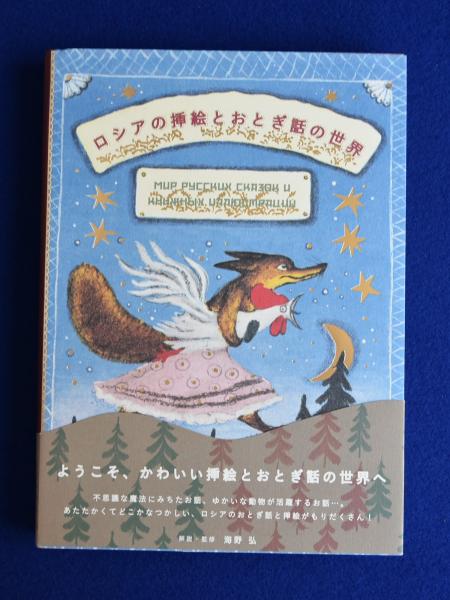 ロシアの挿絵とおとぎ話の世界
МИР РУССКИХ СКАЗОК И
КНИЖНЫХ ИЛЛЮСТРАЦИЙ
ようこそ、かわいい挿絵とおとぎ話の世界へ
不思議な魔法にみちたお話、ゆかいな動物が活躍するお話…。
あたたかくてどこかなつかしい、ロシアのおとぎ話と挿絵がもりだくさん!
解説・監修 海野 弘